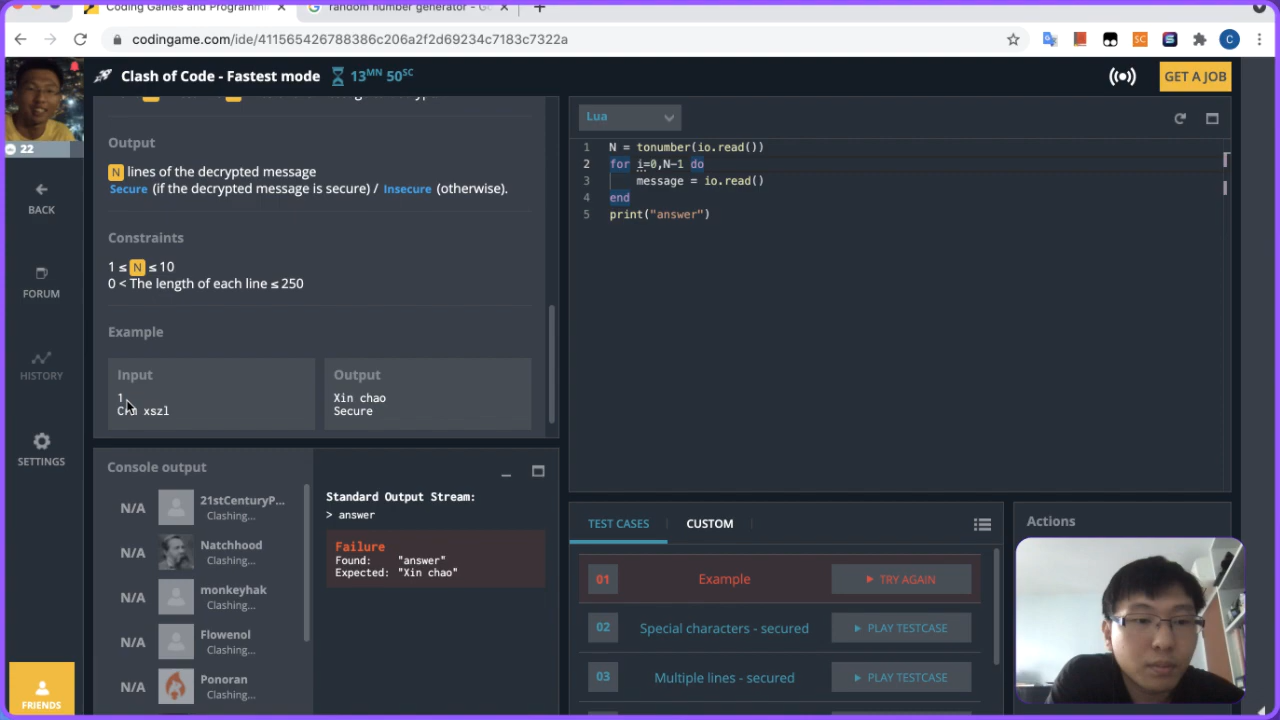 Coding Games and Programm
random number generator - G
codingame.com/ide/411565426788386c206a2f2d69234c7183c7322a
C
Clash of Code - Fastest mode
13 MN 50 SC
GET A JOB
22
BACK
FORUM
HISTORY
SETTINGS
FRIENDS
Output
N lines of the decrypted message
Secure (if the decrypted message is secure) / Insecure (otherwise).
Constraints
1 ≤ N ≤ 10
0 < The length of each line ≤ 250
Example
Input
1
xszl
Output
Xin chao
Secure
Lua
1 N = tonumber(io.read())
2 for i=0,N-1 do
3 message = io.read()
4 end
5 print("answer")
Console output
N/A 21stCenturyP...
Clashing...
N/A Natchhood
Clashing...
N/A monkeyhak
Clashing...
N/A Flowenol
Clashing...
N/A Ponoran
Clashing...
Standard Output Stream:
> answer
Failure
Found: "answer"
Expected: "Xin chao"
TEST CASES
CUSTOM
01 Example TRY AGAIN
02 Special characters - secured PLAY TESTCASE
03 Multiple lines - secured PLAY TESTCASE
Actions